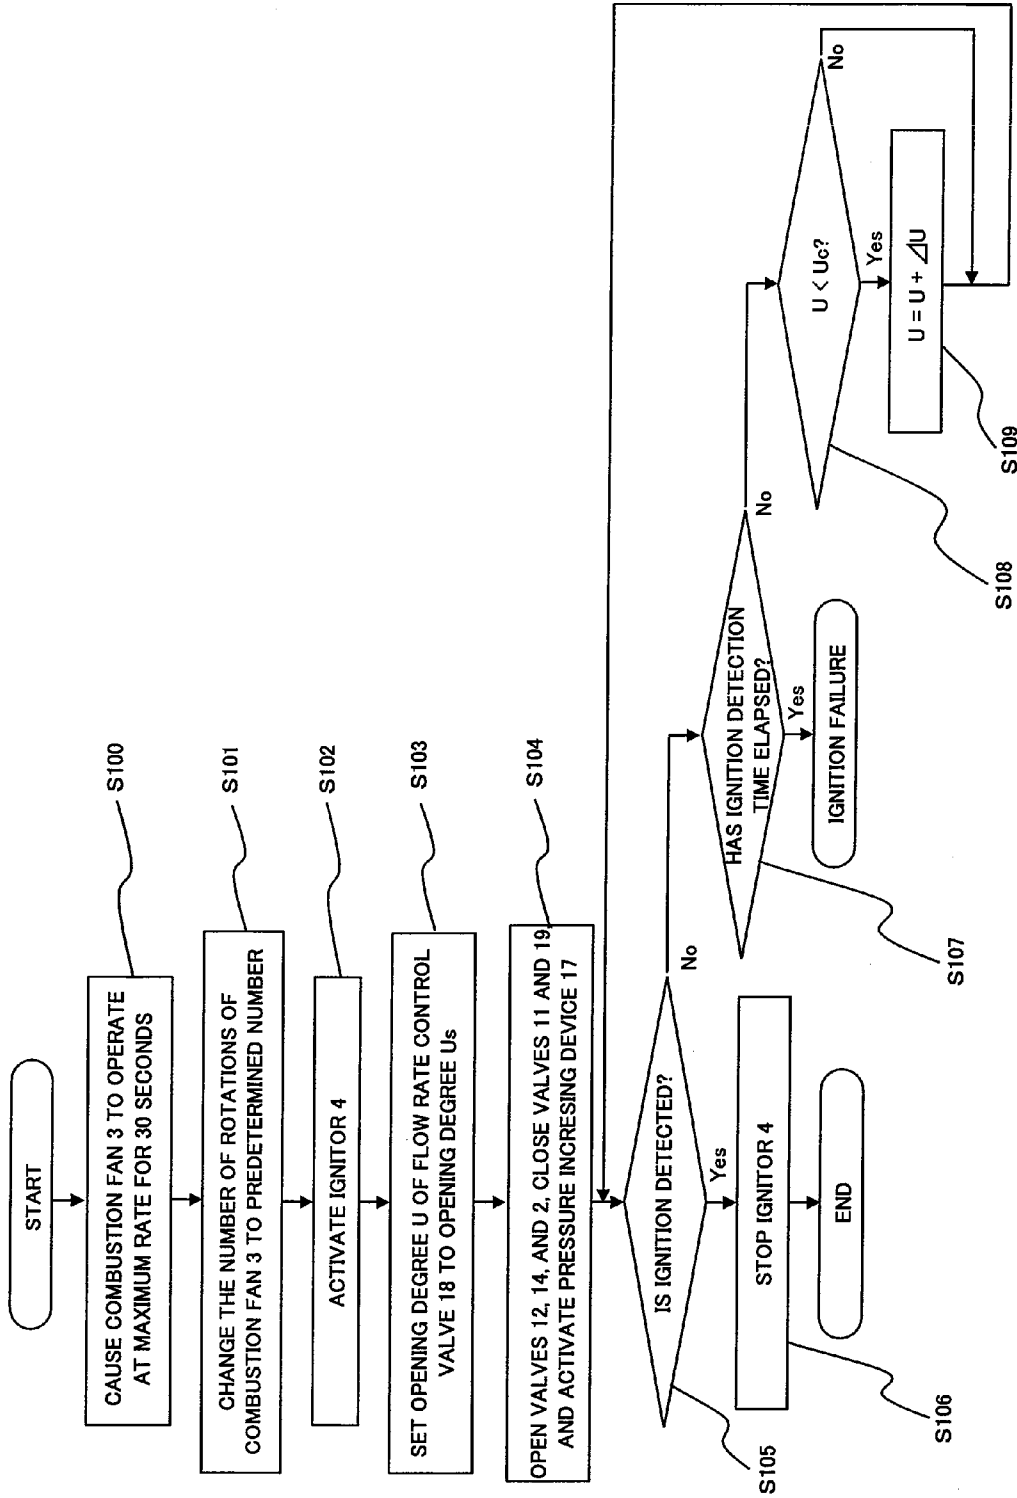 START
CAUSE COMBUSTION FAN 3 TO OPERATE
AT MAXIMUM RATE FOR 30 SECONDS
S100
CHANGE THE NUMBER OF ROTATIONS OF
COMBUSTION FAN 3 TO PREDETERMINED NUMBER
S101
ACTIVATE IGNITOR 4
S102
SET OPENING DEGREE U OF FLOW RATE CONTROL
VALVE 18 TO OPENING DEGREE Us
S103
OPEN VALVES 12, 14, AND 2, CLOSE VALVES 11 AND 19,
AND ACTIVATE PRESSURE INCRESING DEVICE 17
S104
IS IGNITION DETECTED?
S105
No
Yes
STOP IGNITOR 4
S106
END
HAS IGNITION DETECTION
TIME ELAPSED?
S107
No
Yes
IGNITION FAILURE
U < Uc?
S108
No
Yes
U = U + ⊿U
S109